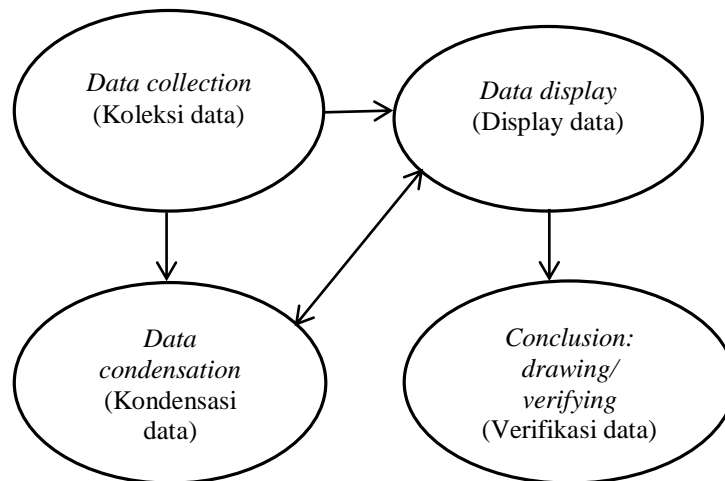 Data collection
(Koleksi data)
Data display
(Display data)
Data
condensation
(Kondensasi
data)
Conclusion:
drawing/
verifying
(Verifikasi data)